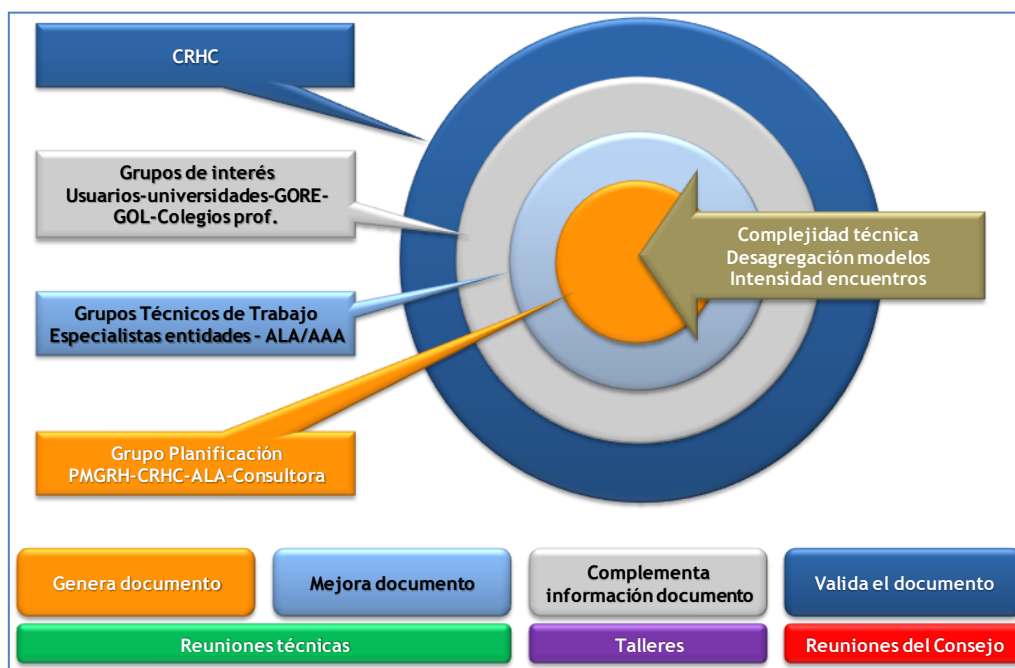 CRHC
Grupos de interés
Usuarios-universidades-GORE-
GOL-Colegios prof.
Grupos Técnicos de Trabajo
Especialistas entidades - ALA/AAA
Grupo Planificación
PMGRH-CRHC-ALA-Consultora
Complejidad técnica
Desagregación modelos
Intensidad encuentros
Genera documento
Mejora documento
Complementa
información documento
Valida el documento
Reuniones técnicas
Talleres
Reuniones del Consejo